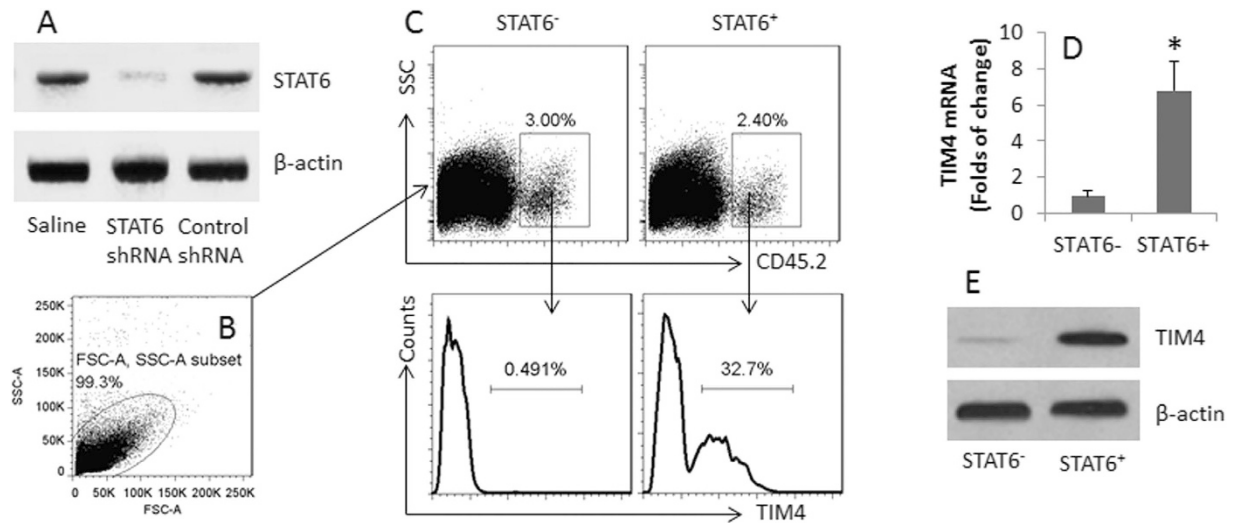 A
STAT6
β-actin
Saline STAT6 shRNA Control shRNA
B
250K
200K
150K
100K
50K
0
SSC-A
FSC-A, SSC-A subset
99.3%
0 50K 100K 150K 200K 250K
FSC-A
C
STAT6⁻ STAT6⁺
SSC
3.00% 2.40%
CD45.2
Counts
0.491% 32.7%
TIM4
D
TIM4 mRNA
(Folds of change)
10
8
6
4
2
0
*
STAT6- STAT6+
E
TIM4
β-actin
STAT6⁻ STAT6⁺